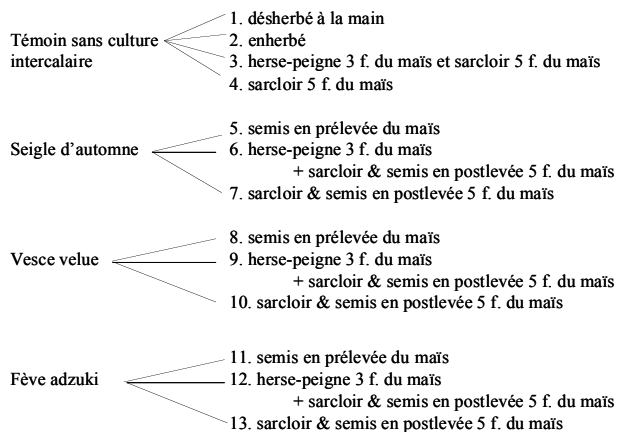 1. désherbé à la main
Témoin sans culture
2. enherbé
intercalaire
3. herse-peigne 3 f. du maïs et sarcloir 5 f. du maïs
4. sarcloir 5 f. du maïs
5. semis en prélevée du maïs
Seigle d'automne
6. herse-peigne 3 f. du maïs
+ sarcloir & semis en postlevée 5 f. du maïs
7. sarcloir & semis en postlevée 5 f. du maïs
8. semis en prélevée du maïs
Vesce velue
9. herse-peigne 3 f. du maïs
+ sarcloir & semis en postlevée 5 f. du maïs
10. sarcloir & semis en postlevée 5 f. du maïs
11. semis en prélevée du maïs
Fève adzuki
12. herse-peigne 3 f. du maïs
+ sarcloir & semis en postlevée 5 f. du maïs
13. sarcloir & semis en postlevée 5 f. du maïs